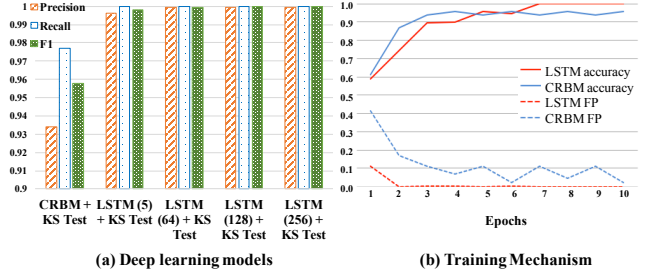 1
0.99
0.98
0.97
0.96
0.95
0.94
0.93
0.92
0.91
0.9
Precision
Recall
F1
CRBM + KS Test
LSTM (5) + KS Test
LSTM (64) + KS Test
LSTM (128) + KS Test
LSTM (256) + KS Test
(a) Deep learning models
1.0
0.9
0.8
0.7
0.6
0.5
0.4
0.3
0.2
0.1
0.0
LSTM accuracy
CRBM accuracy
LSTM FP
CRBM FP
1 2 3 4 5 6 7 8 9 10
Epochs
(b) Training Mechanism